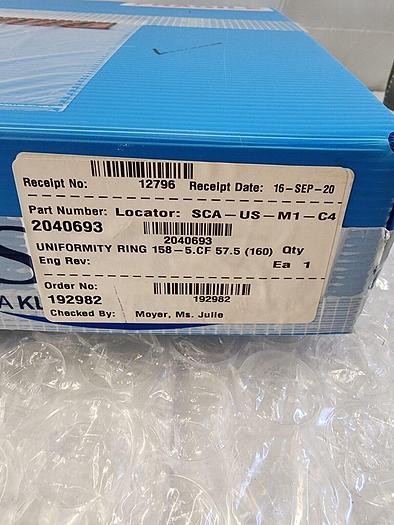 Receipt No: 12796 Receipt Date: 16-SEP-20
Part Number: Locator: SCA-US-M1-C4
2040693
2040693
UNIFORMITY RING 158-5.CF 57.5 (160) Qty
Eng Rev: Ea 1
Order No:
192982 192982
Checked By: Moyer, Ms. Julie